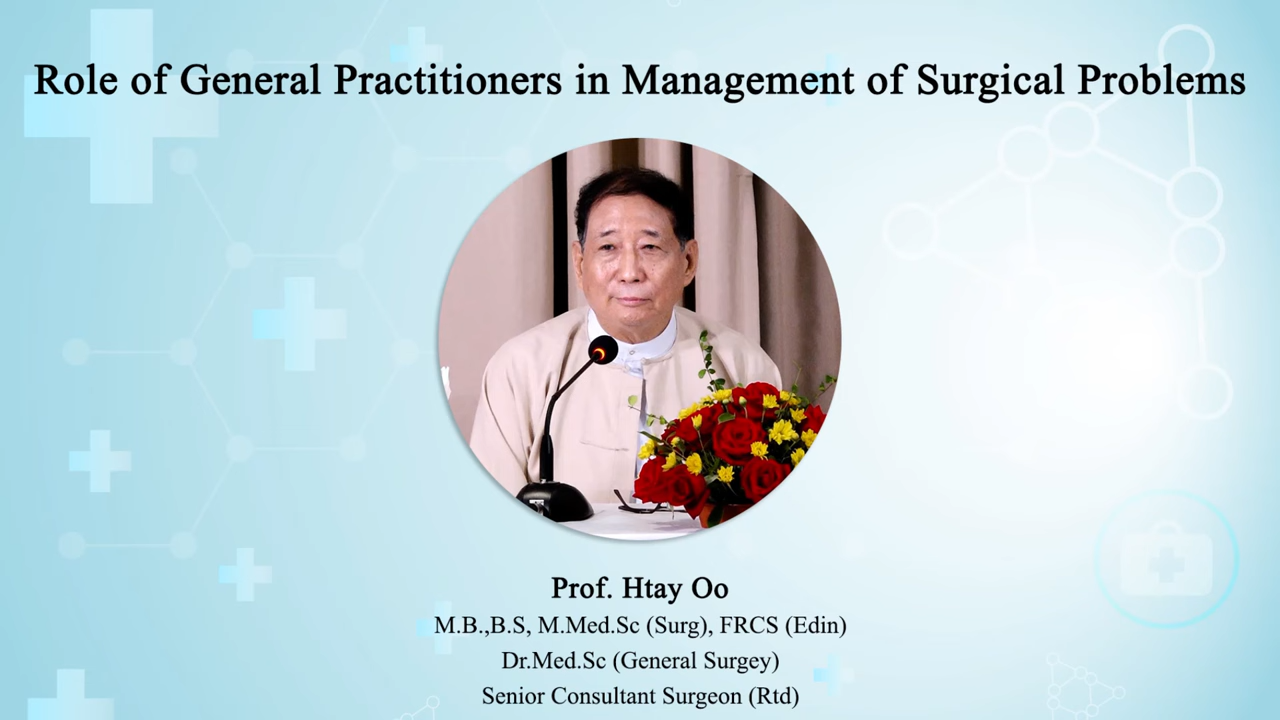 Role of General Practitioners in Management of Surgical Problems
Prof. Htay Oo
M.B.,B.S, M.Med.Sc (Surg), FRCS (Edin)
Dr.Med.Sc (General Surgey)
Senior Consultant Surgeon (Rtd)